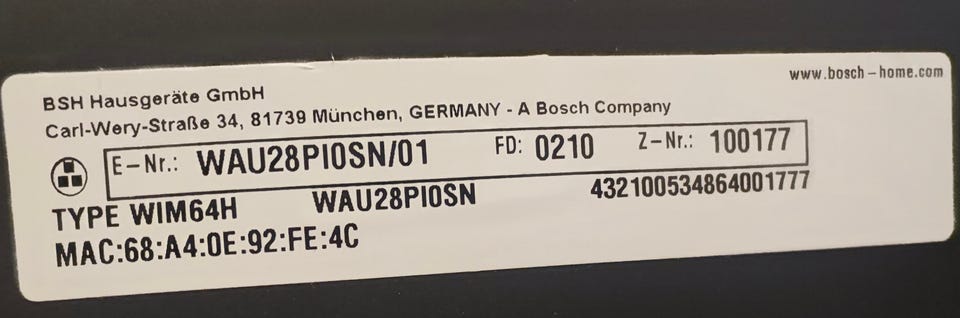 www.bosch-home.com
BSH Hausgeräte GmbH
Carl-Wery-Straße 34, 81739 München, GERMANY - A Bosch Company
E-Nr.: WAU28PI0SN/01 FD: 0210 Z-Nr.: 100177
TYPE WIM64H WAU28PI0SN 432100534864001777
MAC:68:A4:0E:92:FE:4C